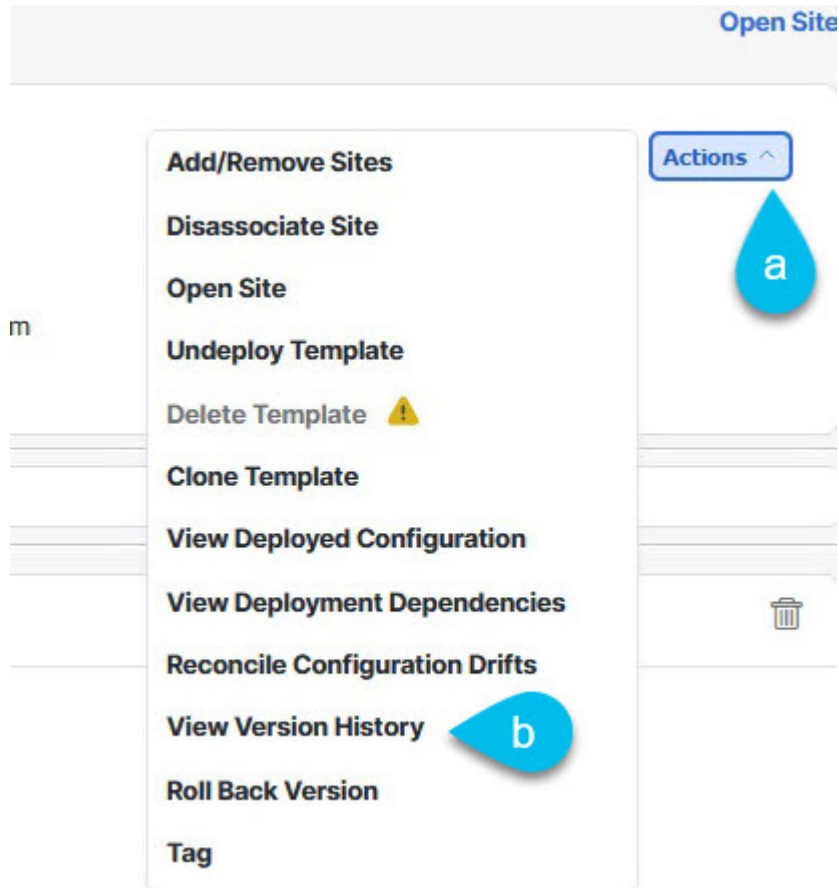 Open Site
Add/Remove Sites
Actions
Disassociate Site
a
Open Site
m
Undeploy Template
Delete Template
Clone Template
View Deployed Configuration
View Deployment Dependencies
Reconcile Configuration Drifts
View Version History
b
Roll Back Version
Tag